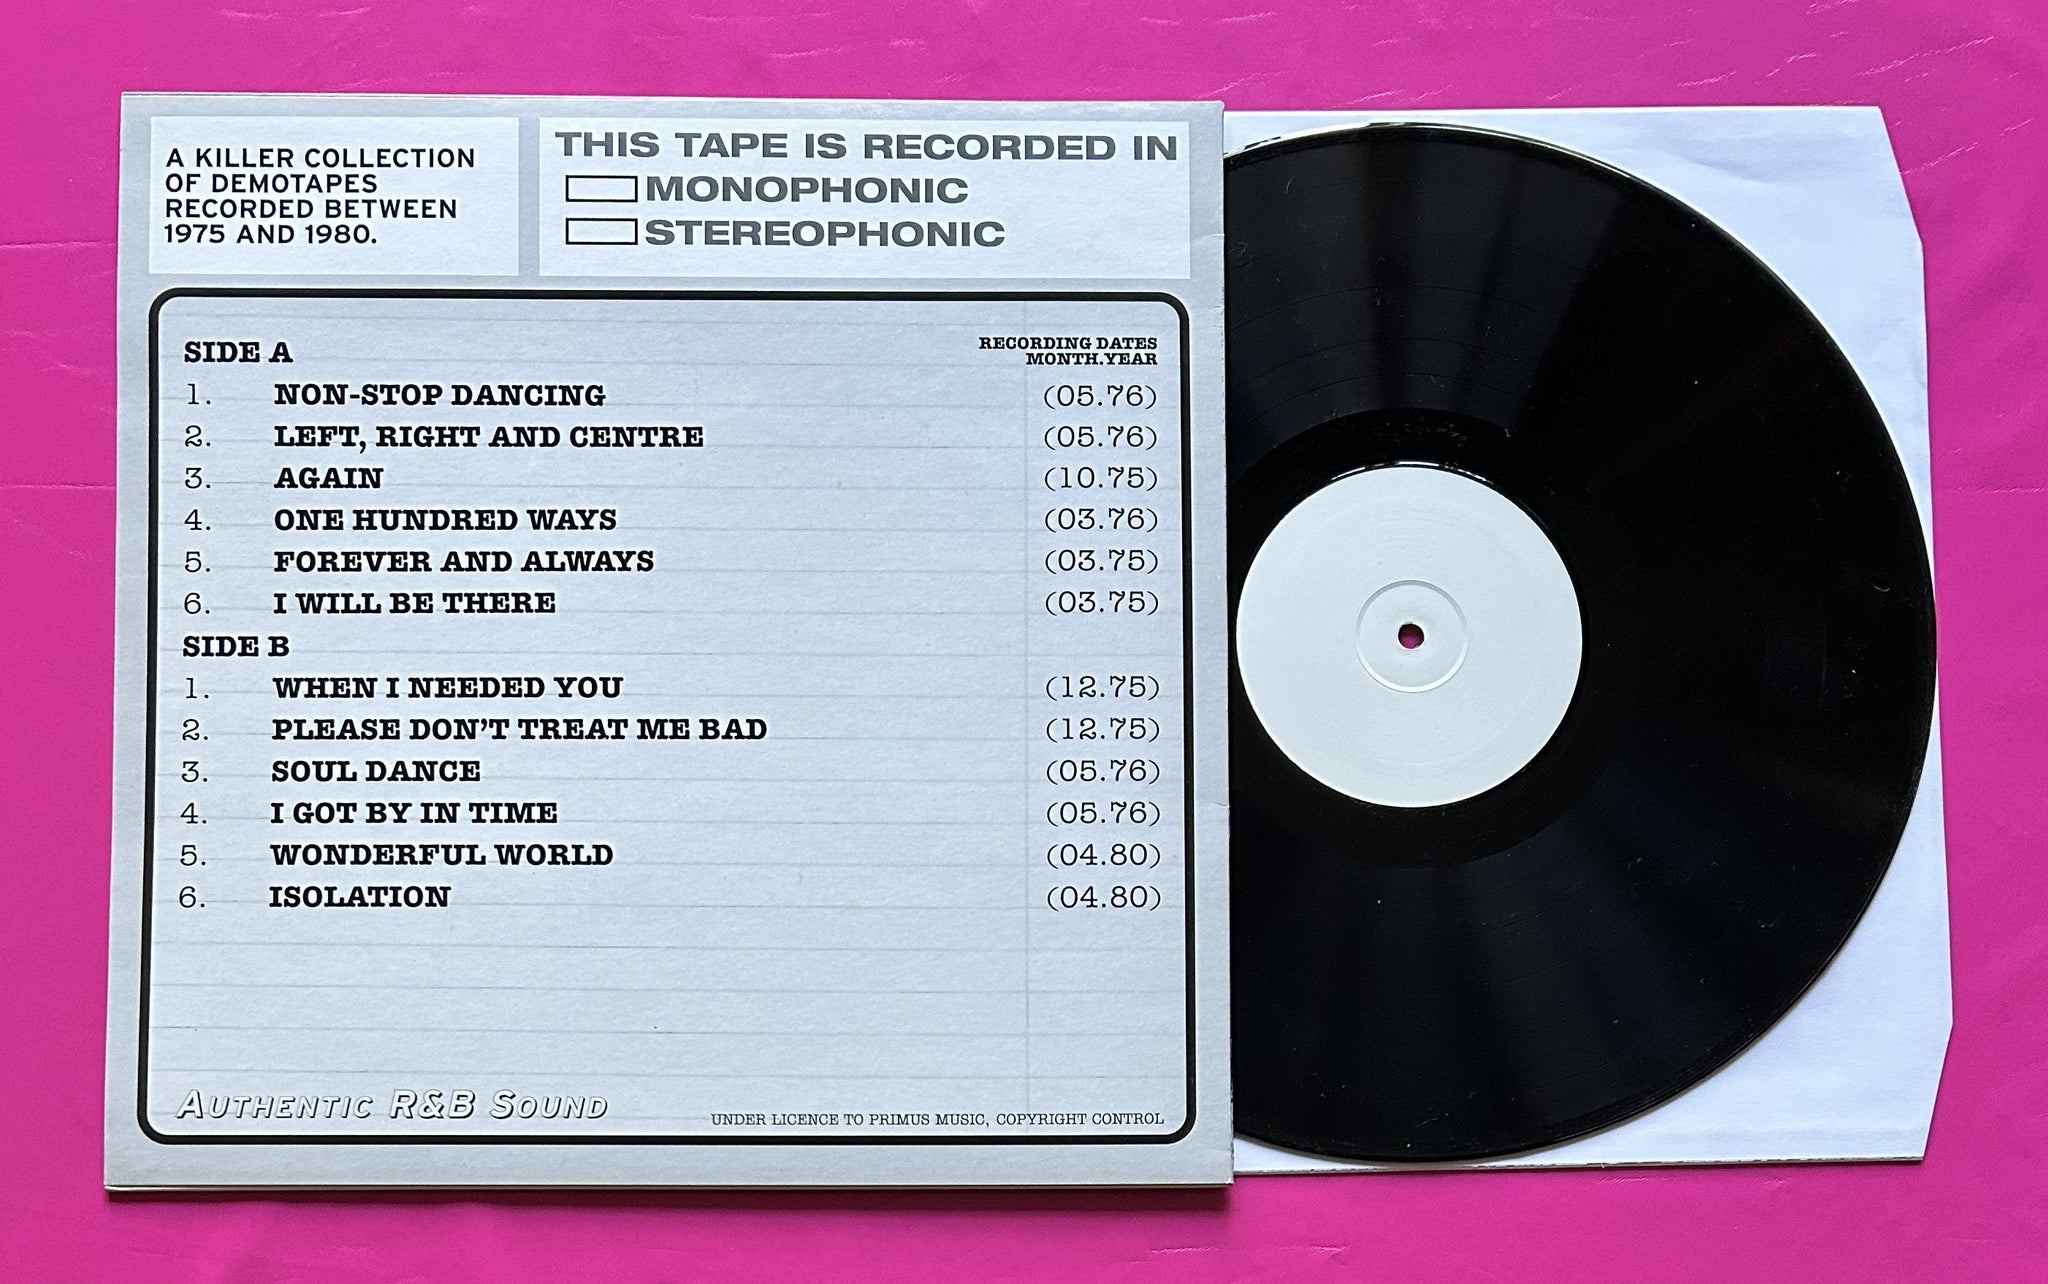 A KILLER COLLECTION
OF DEMOTAPES
RECORDED BETWEEN
1975 AND 1980.
THIS TAPE IS RECORDED IN
MONOPHONIC
STEREOPHONIC
SIDE A
RECORDING DATES
MONTH.YEAR
1. NON-STOP DANCING (05.76)
2. LEFT, RIGHT AND CENTRE (05.76)
3. AGAIN (10.75)
4. ONE HUNDRED WAYS (03.76)
5. FOREVER AND ALWAYS (03.75)
6. I WILL BE THERE (03.75)
SIDE B
1. WHEN I NEEDED YOU (12.75)
2. PLEASE DON'T TREAT ME BAD (12.75)
3. SOUL DANCE (05.76)
4. I GOT BY IN TIME (05.76)
5. WONDERFUL WORLD (04.80)
6. ISOLATION (04.80)
AUTHENTIC R&B SOUND
UNDER LICENCE TO PRIMUS MUSIC, COPYRIGHT CONTROL